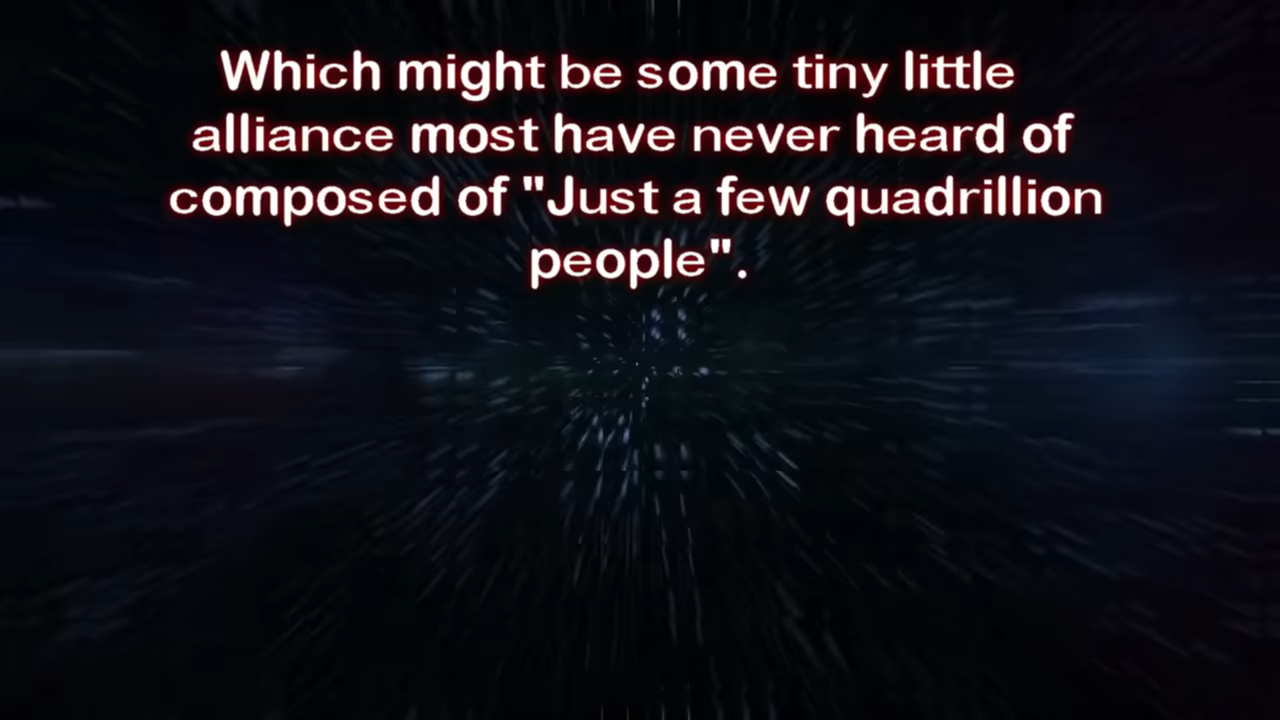 Which might be some tiny little
alliance most have never heard of
composed of "Just a few quadrillion
people".